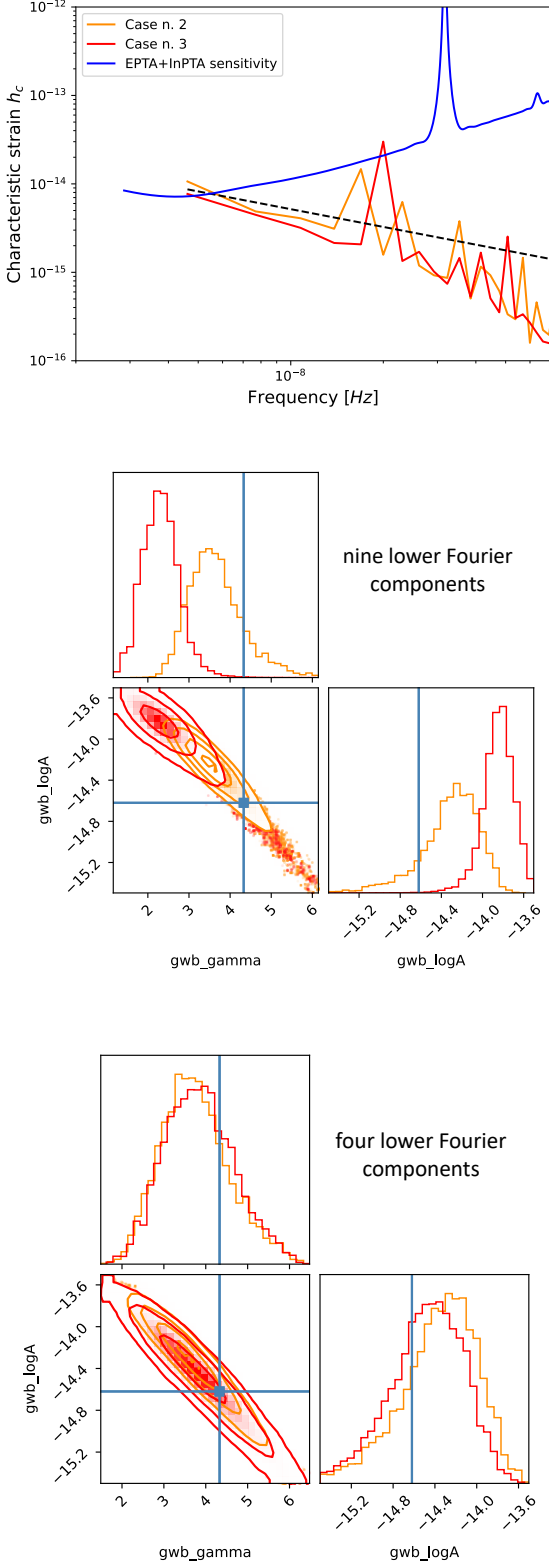 10⁻¹²
Case n. 2
Case n. 3
EPTA+InPTA sensitivity
10⁻¹³
10⁻¹⁴
10⁻¹⁵
10⁻¹⁶
Characteristic strain h_c
10⁻⁸
Frequency [Hz]
nine lower Fourier
components
−13.6
−14.0
−14.4
−14.8
−15.2
gwb_logA
2
3
4
5
6
gwb_gamma
−15.2
−14.8
−14.4
−14.0
−13.6
gwb_logA
four lower Fourier
components
−13.6
−14.0
−14.4
−14.8
−15.2
gwb_logA
2
3
4
5
6
gwb_gamma
−15.2
−14.8
−14.4
−14.0
−13.6
gwb_logA